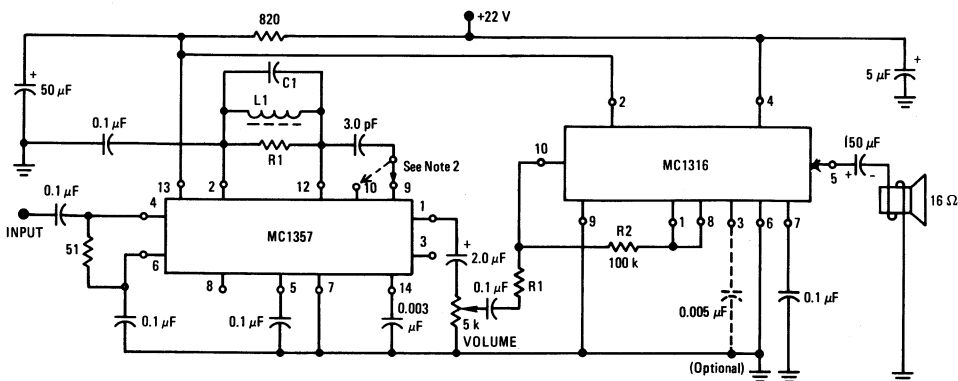 820
+22 V
+
50 µF
C1
L1
R1
0.1 µF
3.0 pF
See Note 2
13
2
12
10
9
0.1 µF
INPUT
4
51
6
MC1357
1
3
+
2.0 µF
8
5
7
14
0.1 µF
0.1 µF
0.003
µF
5 k
VOLUME
0.1 µF
R1
2
4
+
5 µF
10
MC1316
5
50 µF
+
-
16 Ω
9
R2
100 k
1
8
3
6
7
0.005 µF
0.1 µF
(Optional)